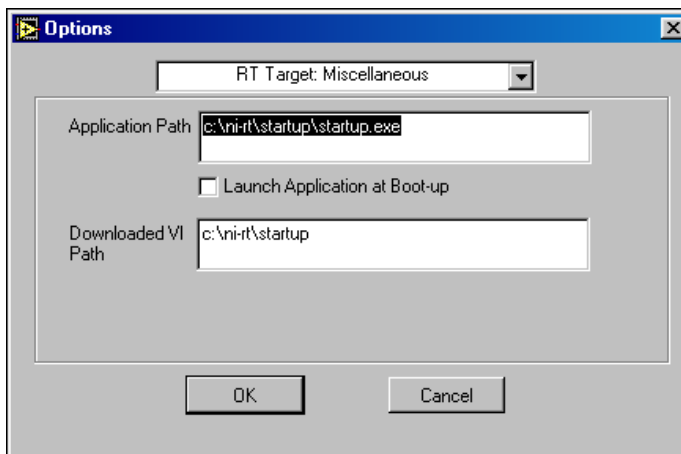 Options
RT Target: Miscellaneous
Application Path
c:\ni-rt\startup\startup.exe
Launch Application at Boot-up
Downloaded VI
Path
c:\ni-rt\startup
OK
Cancel